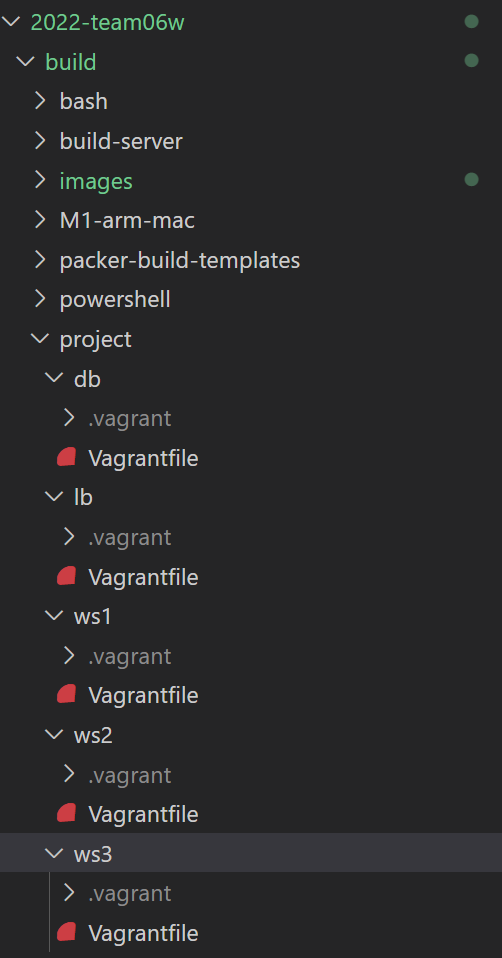 2022-team06w
build
bash
build-server
images
M1-arm-mac
packer-build-templates
powershell
project
db
.vagrant
Vagrantfile
lb
.vagrant
Vagrantfile
ws1
.vagrant
Vagrantfile
ws2
.vagrant
Vagrantfile
ws3
.vagrant
Vagrantfile